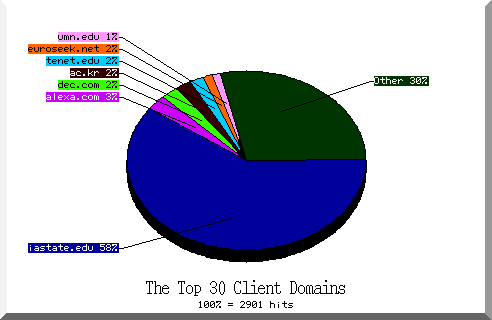 umn.edu 1%
euroseek.net 2%
tenet.edu 2%
ac.kr 2%
dec.com 2%
alexa.com 3%
Other 30%
iastate.edu 58%
The Top 30 Client Domains
100% = 2901 hits